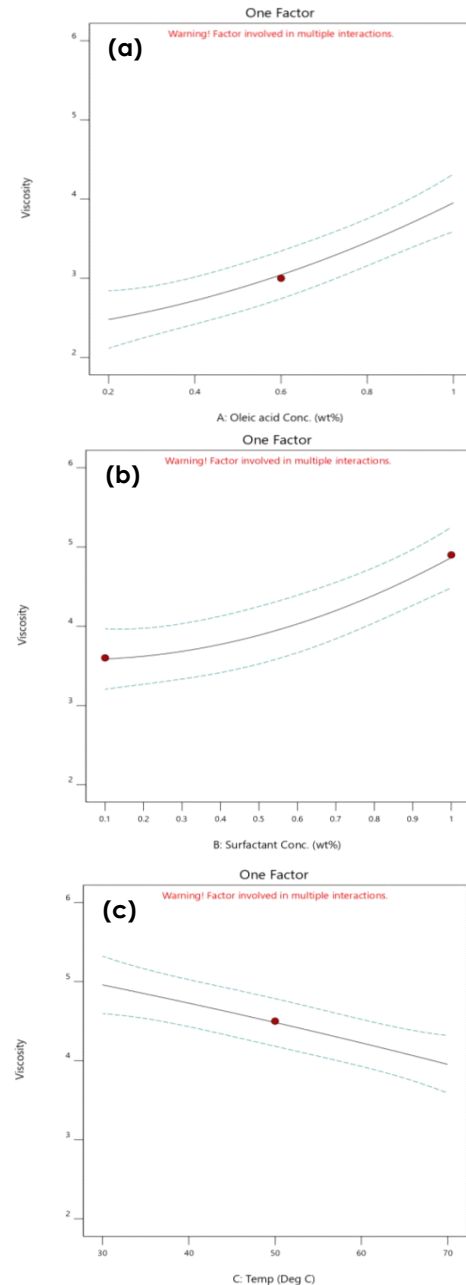 One Factor
Warning! Factor involved in multiple interactions.
(a)
6
5
4
3
2
Viscosity
0.2 0.4 0.6 0.8 1
A: Oleic acid Conc. (wt%)
One Factor
Warning! Factor involved in multiple interactions.
(b)
6
5
4
3
2
Viscosity
0.1 0.2 0.3 0.4 0.5 0.6 0.7 0.8 0.9 1
B: Surfactant Conc. (wt%)
One Factor
Warning! Factor involved in multiple interactions.
(c)
6
5
4
3
2
Viscosity
30 40 50 60 70
C: Temp (Deg C)